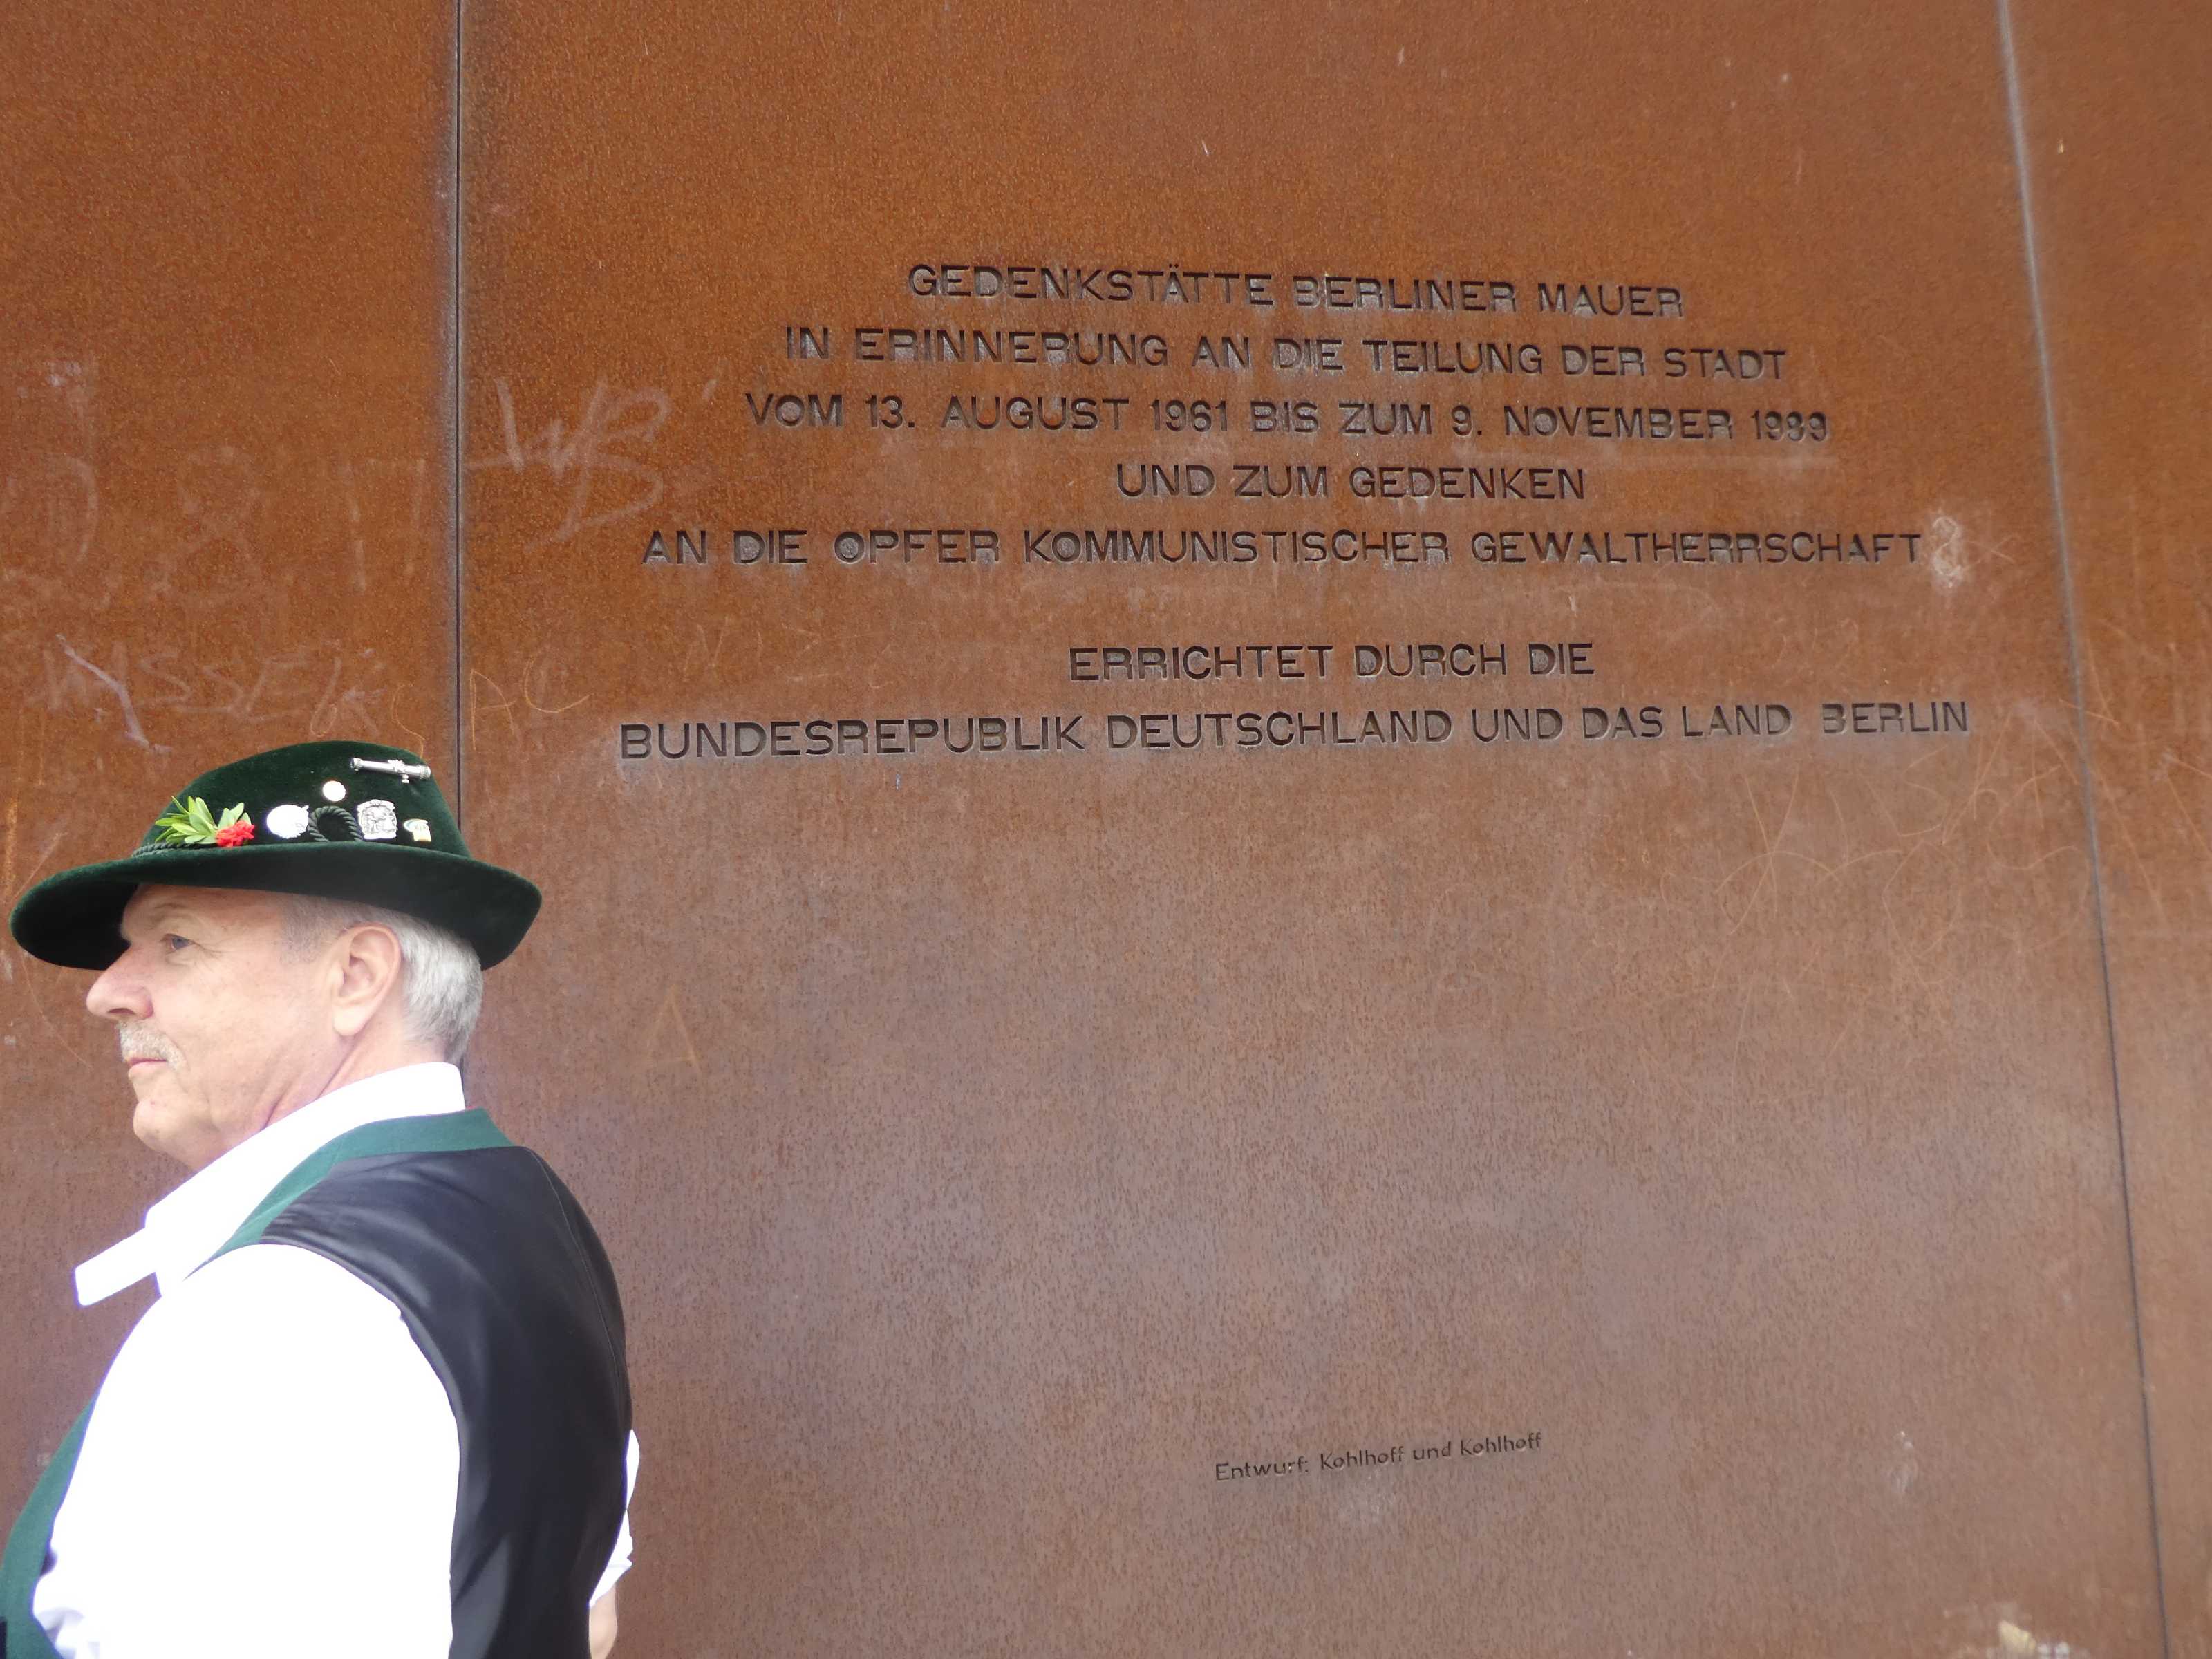 GEDENKSTÄTTE BERLINER MAUER
IN ERINNERUNG AN DIE TEILUNG DER STADT
VOM 13. AUGUST 1961 BIS ZUM 9. NOVEMBER 1989
UND ZUM GEDENKEN
AN DIE OPFER KOMMUNISTISCHER GEWALTHERRSCHAFT
ERRICHTET DURCH DIE
BUNDESREPUBLIK DEUTSCHLAND UND DAS LAND BERLIN
Entwurf: Kohlhoff und Kohlhoff